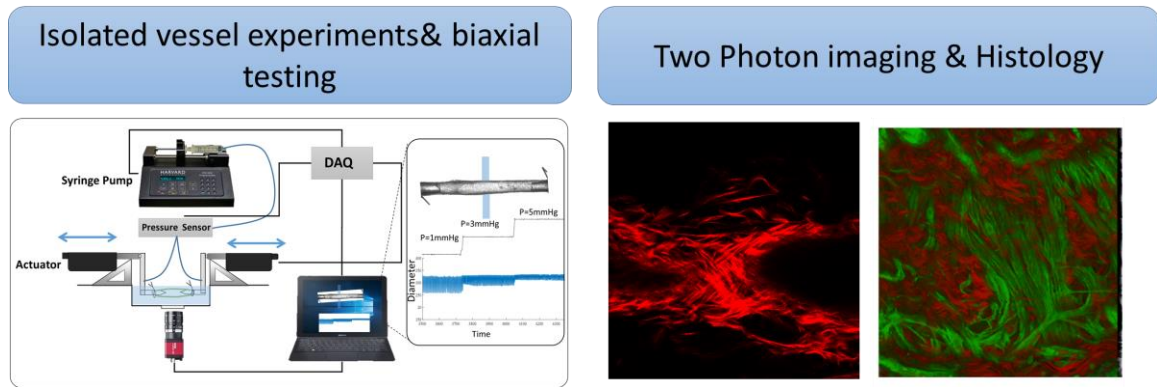 Isolated vessel experiments& biaxial
testing
Two Photon imaging & Histology
DAQ
Syringe Pump
HARVARD
Pressure Sensor
Actuator
P=1mmHg
P=3mmHg
P=5mmHg
Diameter
Time